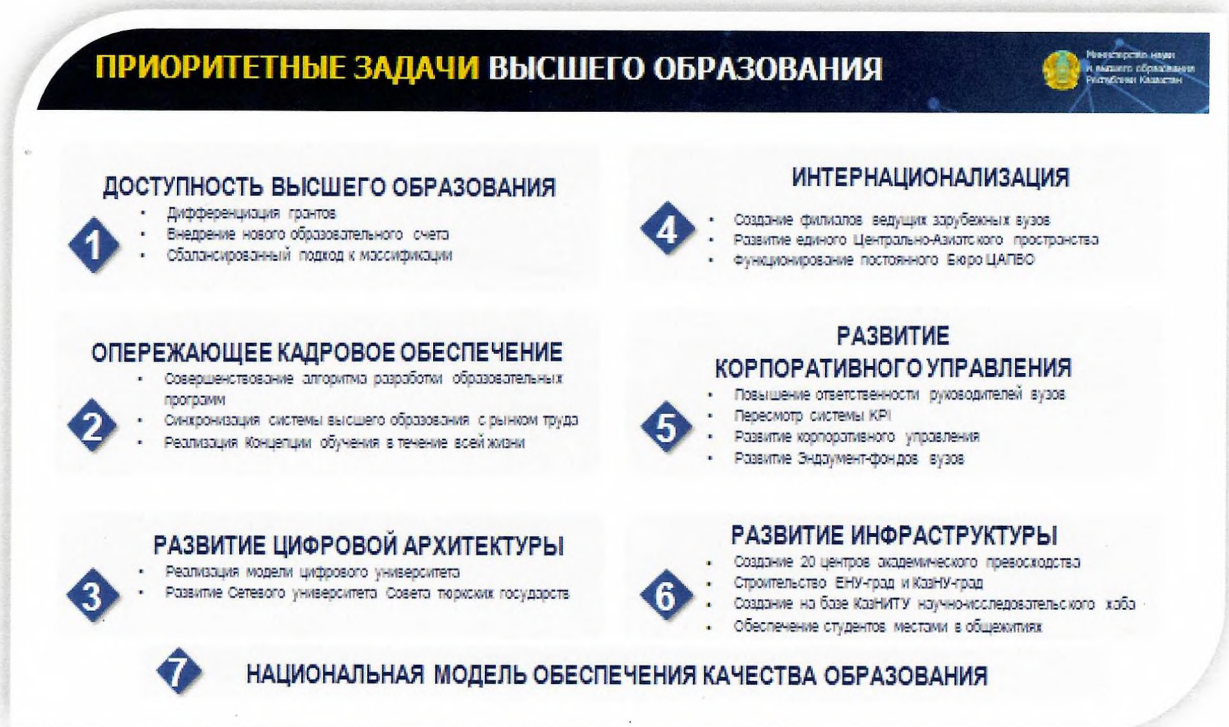 ПРИОРИТЕТНЫЕ ЗАДАЧИ ВЫСШЕГО ОБРАЗОВАНИЯ
Министерство науки
и высшего образования
Республики Казахстан
ДОСТУПНОСТЬ ВЫСШЕГО ОБРАЗОВАНИЯ
1
• Дифференциация грантов
• Внедрение нового образовательного счета
• Сбалансированный подход к массификации
ОПЕРЕЖАЮЩЕЕ КАДРОВОЕ ОБЕСПЕЧЕНИЕ
2
• Совершенствование алгоритма разработки образовательных
программ
• Синхронизация системы высшего образования с рынком труда
• Реализация Концепции обучения в течение всей жизни
РАЗВИТИЕ ЦИФРОВОЙ АРХИТЕКТУРЫ
3
• Реализация модели цифрового университета
• Развитие Сетевого университета Совета тюркских государств
ИНТЕРНАЦИОНАЛИЗАЦИЯ
4
• Создание филиалов ведущих зарубежных вузов
• Развитие единого Центрально-Азиатского пространства
• Функционирование постоянного Бюро ЦАПВО
РАЗВИТИЕ
КОРПОРАТИВНОГО УПРАВЛЕНИЯ
5
• Повышение ответственности руководителей вузов
• Пересмотр системы KPI
• Развитие корпоративного управления
• Развитие Эндаумент-фондов вузов
РАЗВИТИЕ ИНФРАСТРУКТУРЫ
6
• Создание 20 центров академического превосходства
• Строительство ЕНУ-град и КазНУ-град
• Создание на базе КазНИТУ научно-исследовательского хаба
• Обеспечение студентов местами в общежитиях
7
НАЦИОНАЛЬНАЯ МОДЕЛЬ ОБЕСПЕЧЕНИЯ КАЧЕСТВА ОБРАЗОВАНИЯ